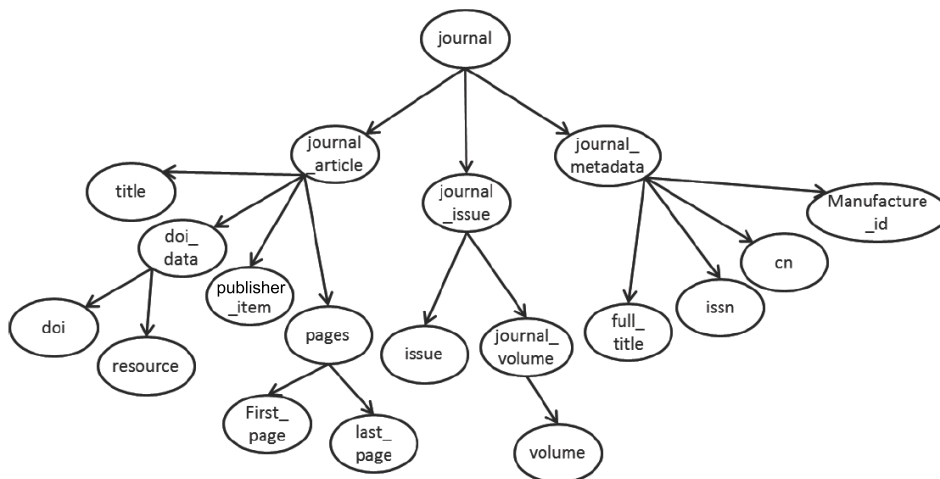 journal
journal
_article
journal_
metadata
title
journal
_issue
Manufacture
_id
doi_
data
cn
publisher
_item
issn
doi
pages
full_
title
resource
issue
journal_
volume
First_
page
last_
page
volume